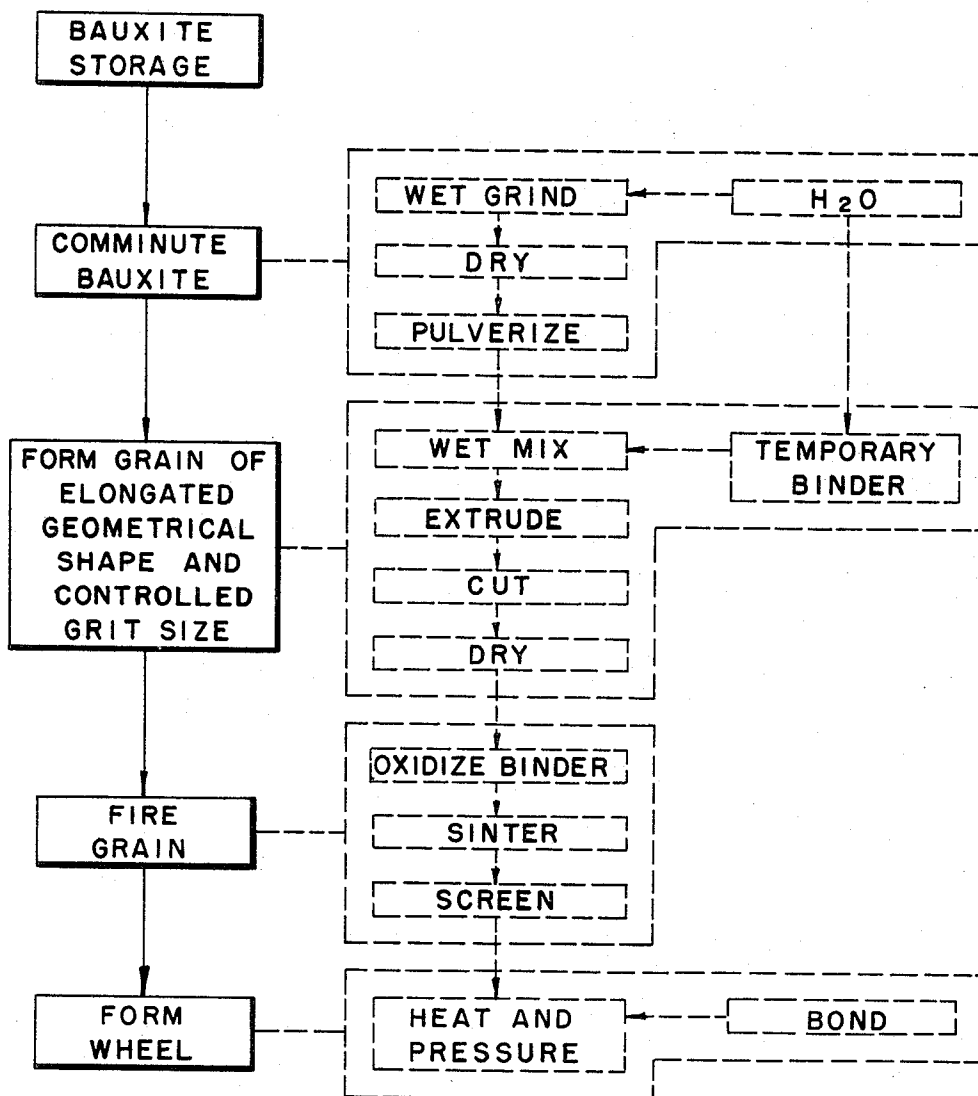 BAUXITE
STORAGE
COMMINUTE
BAUXITE
WET GRIND
H2O
DRY
PULVERIZE
FORM GRAIN OF
ELONGATED
GEOMETRICAL
SHAPE AND
CONTROLLED
GRIT SIZE
WET MIX
TEMPORARY
BINDER
EXTRUDE
CUT
DRY
FIRE
GRAIN
OXIDIZE BINDER
SINTER
SCREEN
FORM
WHEEL
HEAT AND
PRESSURE
BOND